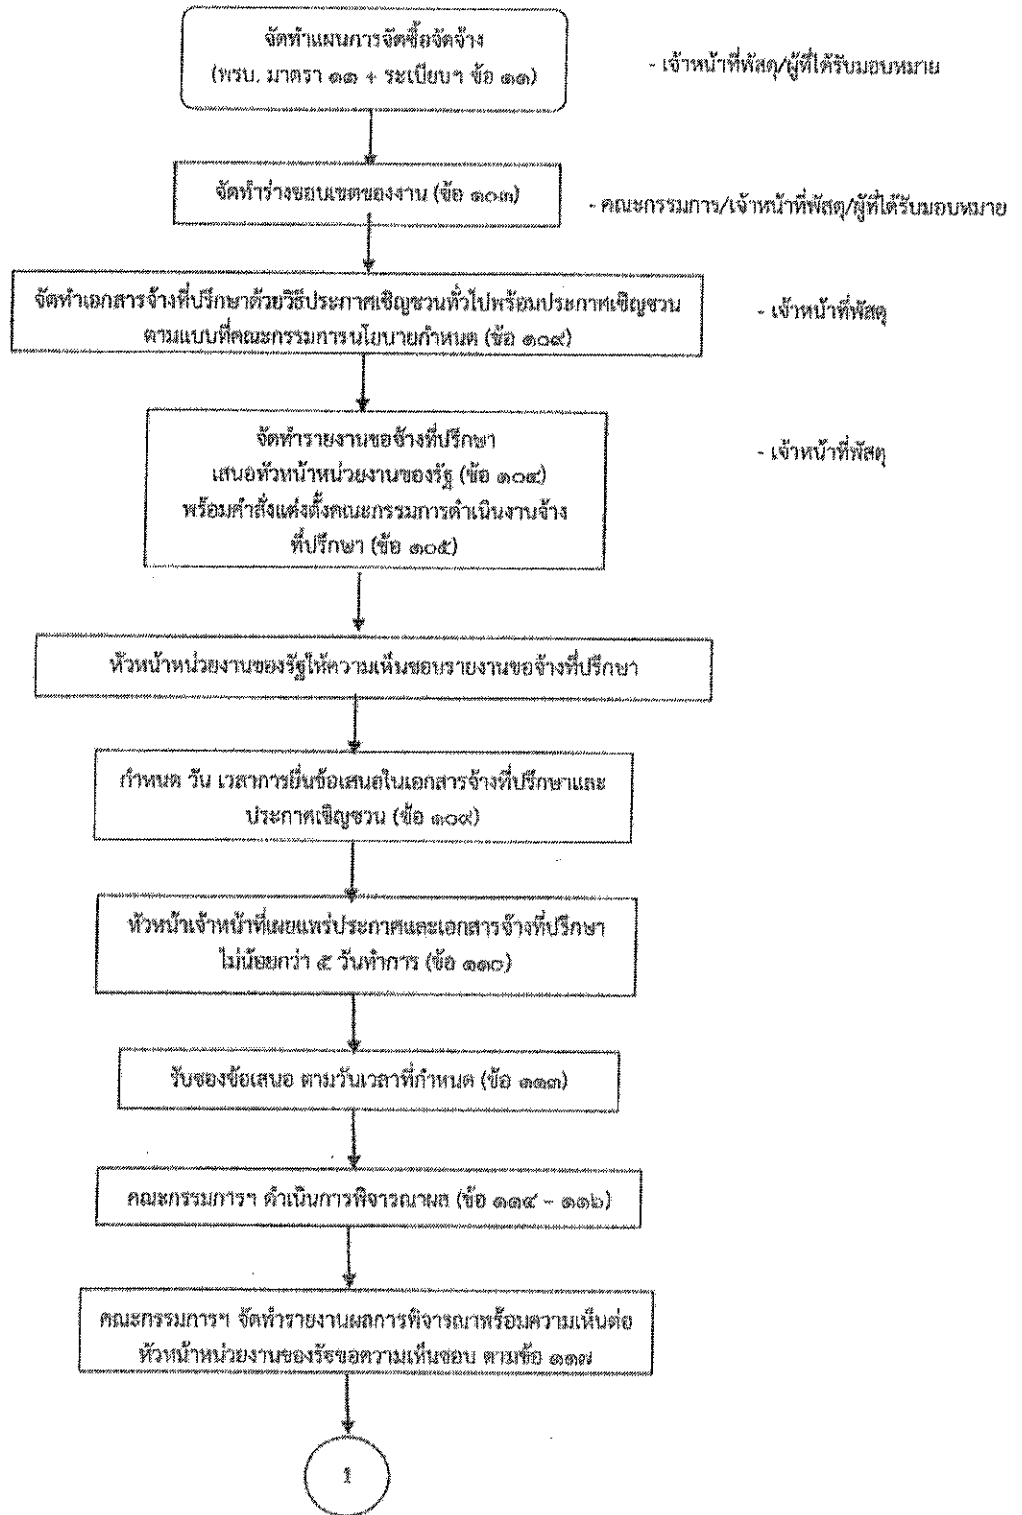 จัดทำแผนการจัดซื้อจัดจ้าง
(พรบ. มาตรา ๑๑ + ระเบียบฯ ข้อ ๑๑)
- เจ้าหน้าที่พัสดุ/ผู้ที่ได้รับมอบหมาย
จัดทำร่างขอบเขตของงาน (ข้อ ๑๐๓)
- คณะกรรมการ/เจ้าหน้าที่พัสดุ/ผู้ที่ได้รับมอบหมาย
จัดทำเอกสารจ้างที่ปรึกษาด้วยวิธีประกาศเชิญชวนทั่วไปพร้อมประกาศเชิญชวน
ตามแบบที่คณะกรรมการนโยบายกำหนด (ข้อ ๑๐๙)
- เจ้าหน้าที่พัสดุ
จัดทำรายงานขอจ้างที่ปรึกษา
เสนอหัวหน้าหน่วยงานของรัฐ (ข้อ ๑๐๔)
พร้อมคำสั่งแต่งตั้งคณะกรรมการดำเนินงานจ้าง
ที่ปรึกษา (ข้อ ๑๐๕)
- เจ้าหน้าที่พัสดุ
หัวหน้าหน่วยงานของรัฐให้ความเห็นชอบรายงานขอจ้างที่ปรึกษา
กำหนด วัน เวลาการยื่นข้อเสนอในเอกสารจ้างที่ปรึกษาและ
ประกาศเชิญชวน (ข้อ ๑๐๙)
หัวหน้าเจ้าหน้าที่เผยแพร่ประกาศและเอกสารจ้างที่ปรึกษา
ไม่น้อยกว่า ๕ วันทำการ (ข้อ ๑๑๐)
รับซองข้อเสนอ ตามวันเวลาที่กำหนด (ข้อ ๑๑๓)
คณะกรรมการฯ ดำเนินการพิจารณาผล (ข้อ ๑๑๔ - ๑๑๖)
คณะกรรมการฯ จัดทำรายงานผลการพิจารณาพร้อมความเห็นต่อ
หัวหน้าหน่วยงานของรัฐขอความเห็นชอบ ตามข้อ ๑๑๗
1